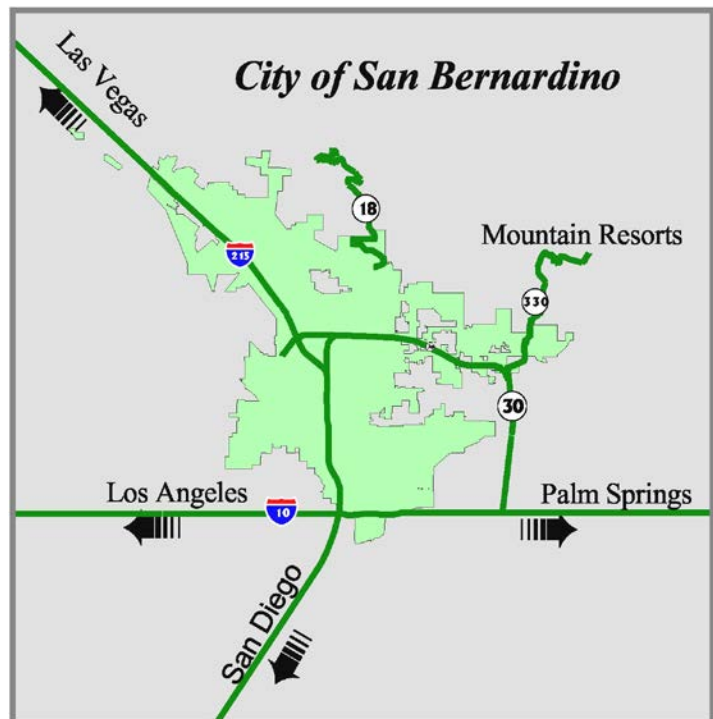 Las Vegas
City of San Bernardino
18
Mountain Resorts
215
330
30
Los Angeles
10
Palm Springs
San Diego